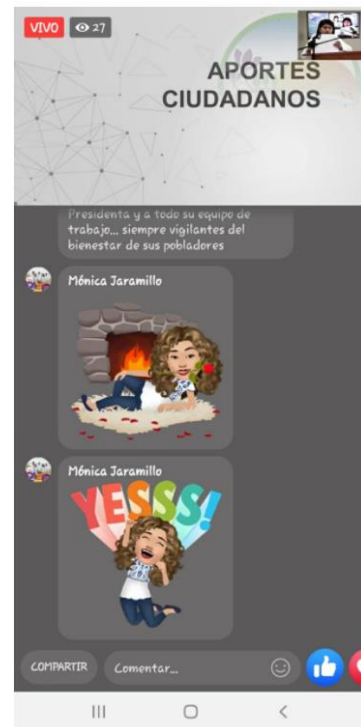 VIVO 27
APORTES
CIUDADANOS
Presidenta y a todo su equipo de
trabajo... siempre vigilantes del
bienestar de sus pobladores
Mónica Jaramillo
Mónica Jaramillo
YESSS!
COMPARTIR
Comentar...